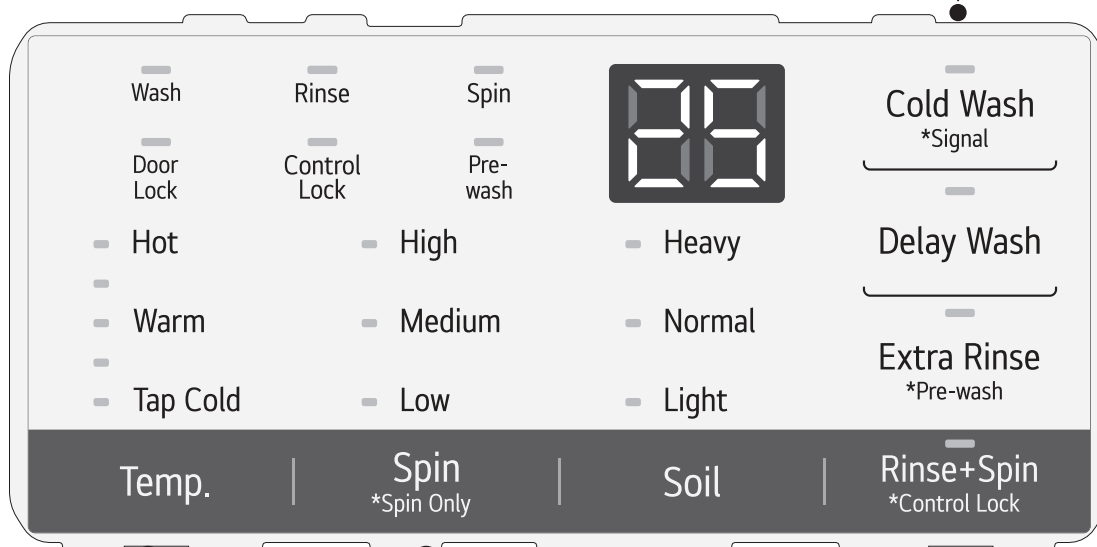 Wash
Rinse
Spin
25
Cold Wash
*Signal
Door
Lock
Control
Lock
Pre-
wash
Hot
High
Heavy
Delay Wash
Warm
Medium
Normal
Extra Rinse
*Pre-wash
Tap Cold
Low
Light
Temp.
Spin
*Spin Only
Soil
Rinse+Spin
*Control Lock